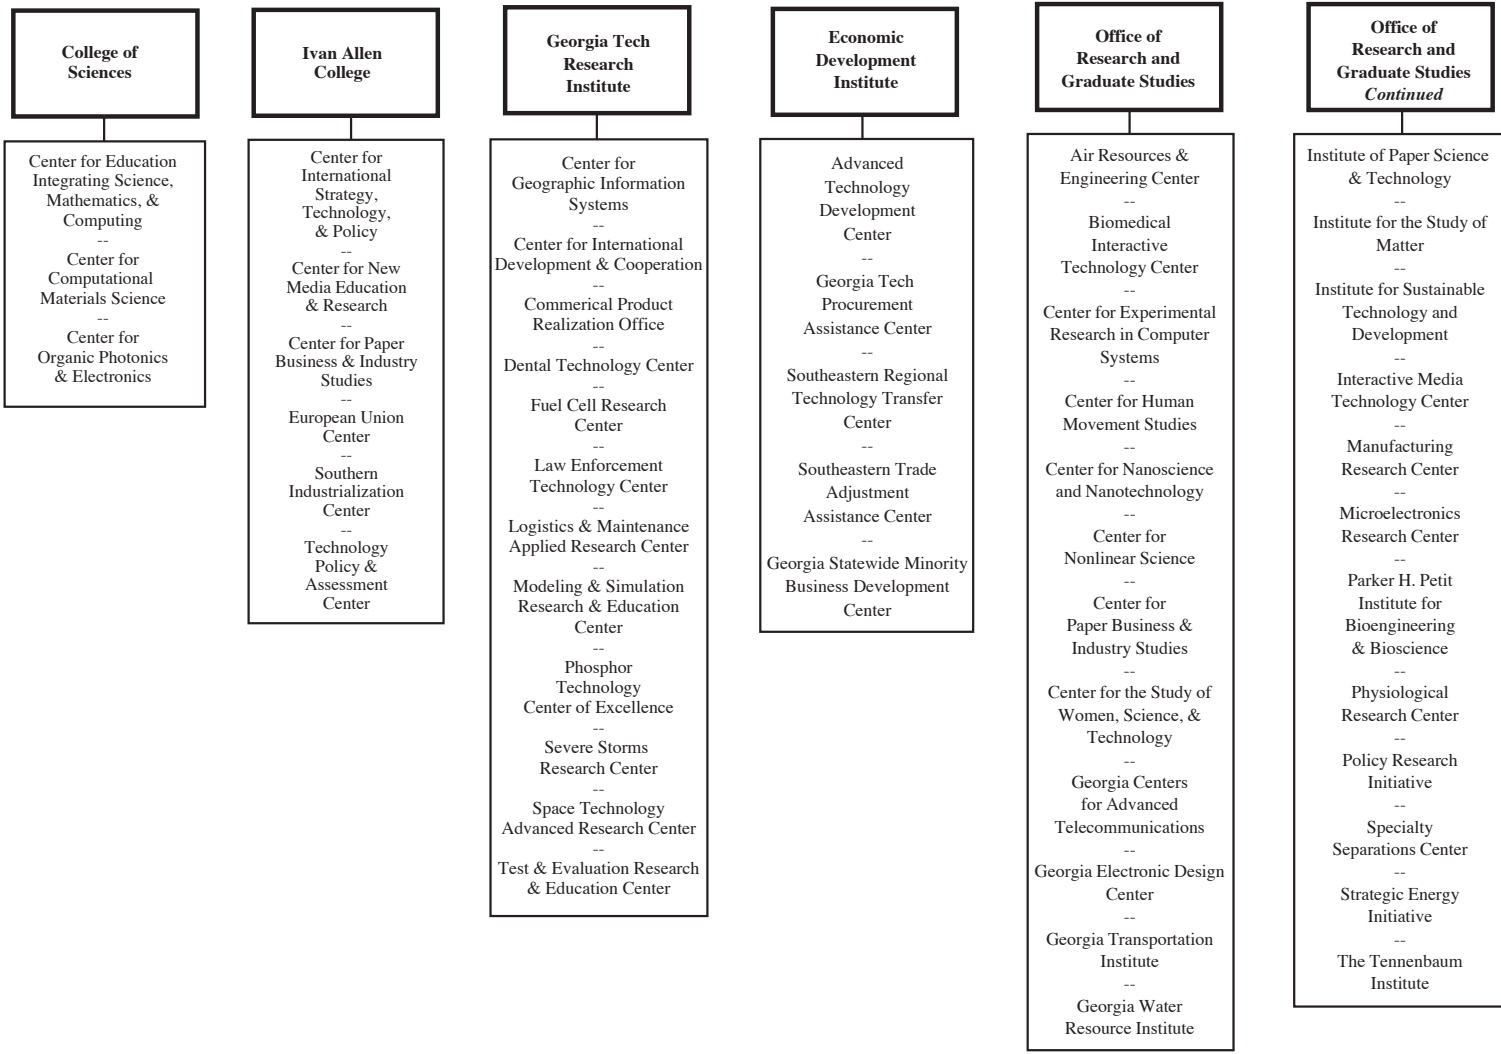 College of
Sciences
Center for Education
Integrating Science,
Mathematics, &
Computing
--
Center for
Computational
Materials Science
--
Center for
Organic Photonics
& Electronics
Ivan Allen
College
Center for
International
Strategy,
Technology,
& Policy
--
Center for New
Media Education
& Research
--
Center for Paper
Business & Industry
Studies
--
European Union
Center
--
Southern
Industrialization
Center
--
Technology
Policy &
Assessment
Center
Georgia Tech
Research
Institute
Center for
Geographic Information
Systems
--
Center for International
Development & Cooperation
--
Commerical Product
Realization Office
--
Dental Technology Center
--
Fuel Cell Research
Center
--
Law Enforcement
Technology Center
--
Logistics & Maintenance
Applied Research Center
--
Modeling & Simulation
Research & Education
Center
--
Phosphor
Technology
Center of Excellence
--
Severe Storms
Research Center
--
Space Technology
Advanced Research Center
--
Test & Evaluation Research
& Education Center
Economic
Development
Institute
Advanced
Technology
Development
Center
--
Georgia Tech
Procurement
Assistance Center
--
Southeastern Regional
Technology Transfer
Center
--
Southeastern Trade
Adjustment
Assistance Center
--
Georgia Statewide Minority
Business Development
Center
Office of
Research and
Graduate Studies
Air Resources &
Engineering Center
--
Biomedical
Interactive
Technology Center
--
Center for Experimental
Research in Computer
Systems
--
Center for Human
Movement Studies
--
Center for Nanoscience
and Nanotechnology
--
Center for
Nonlinear Science
--
Center for
Paper Business &
Industry Studies
--
Center for the Study of
Women, Science, &
Technology
--
Georgia Centers
for Advanced
Telecommunications
--
Georgia Electronic Design
Center
--
Georgia Transportation
Institute
--
Georgia Water
Resource Institute
Office of
Research and
Graduate Studies
Continued
Institute of Paper Science
& Technology
--
Institute for the Study of
Matter
--
Institute for Sustainable
Technology and
Development
--
Interactive Media
Technology Center
--
Manufacturing
Research Center
--
Microelectronics
Research Center
--
Parker H. Petit
Institute for
Bioengineering
& Bioscience
--
Physiological
Research Center
--
Policy Research
Initiative
--
Specialty
Separations Center
--
Strategic Energy
Initiative
--
The Tennenbaum
Institute